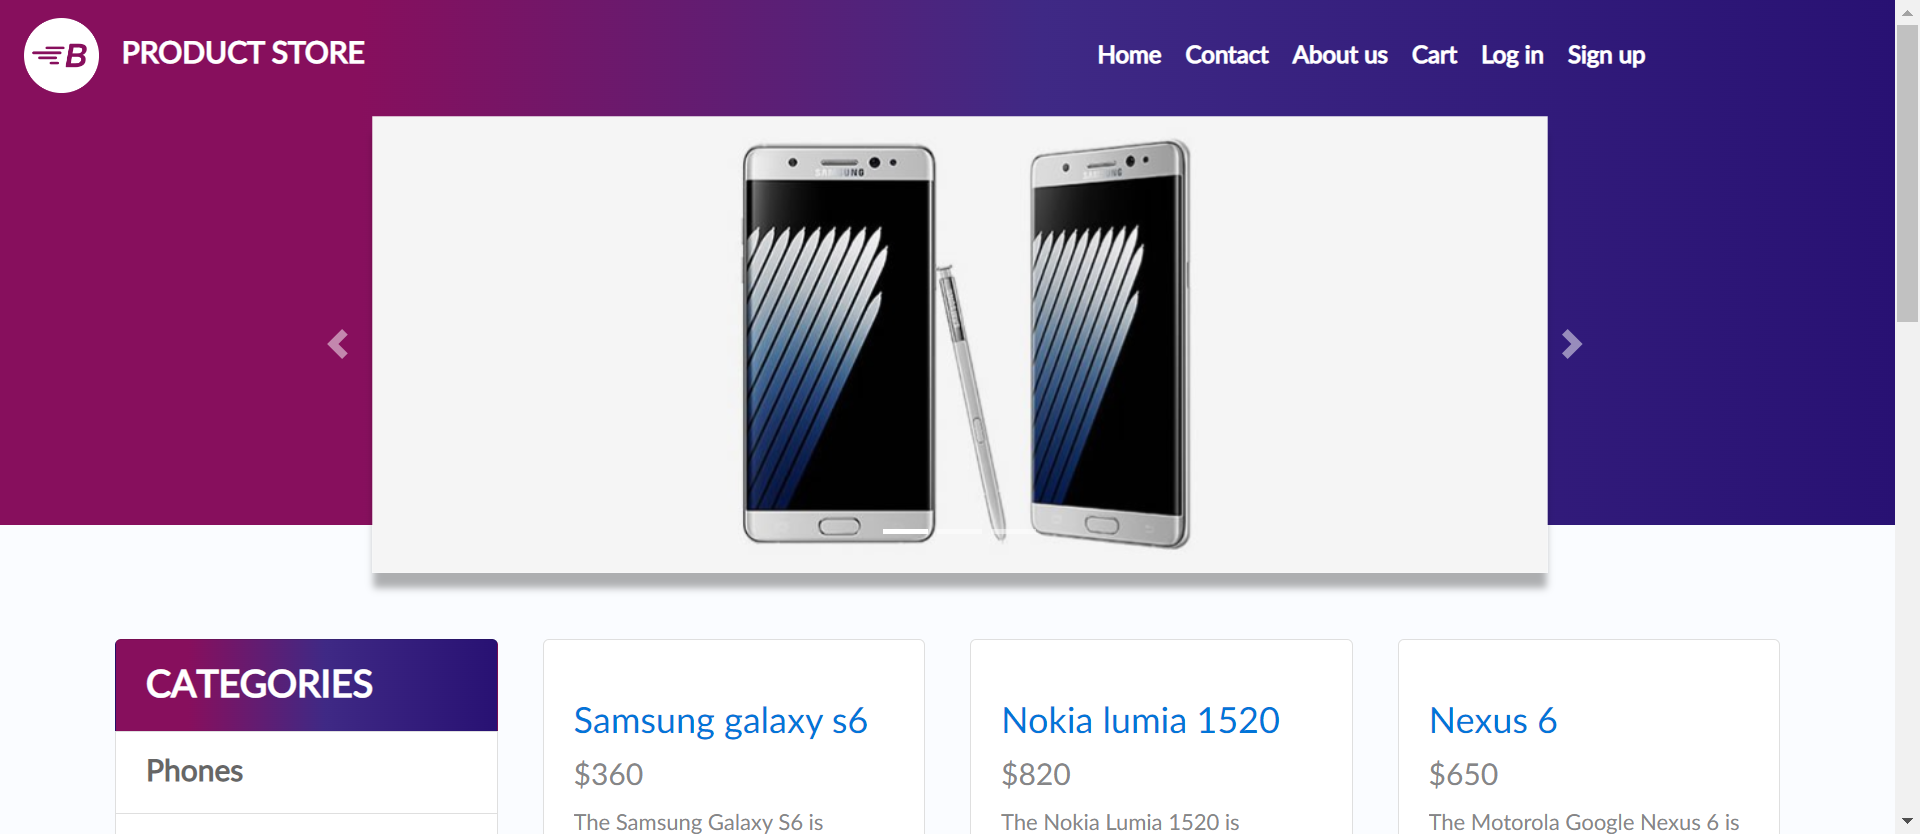 B
PRODUCT STORE
Home Contact About us Cart Log in Sign up
SAMSUNG SAMSUNG
CATEGORIES
Phones
Samsung galaxy s6
$360
The Samsung Galaxy S6 is
Nokia lumia 1520
$820
The Nokia Lumia 1520 is
Nexus 6
$650
The Motorola Google Nexus 6 is